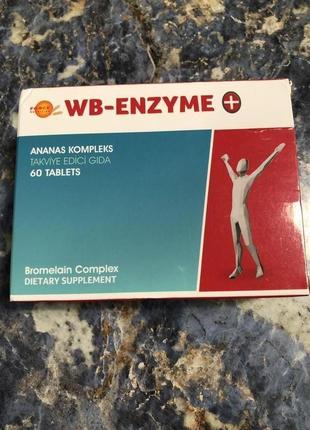 WB-ENZYME
ANANAS KOMPLEKS
TAKVİYE EDİCİ GIDA
60 TABLETS
Bromelain Complex
DIETARY SUPPLEMENT